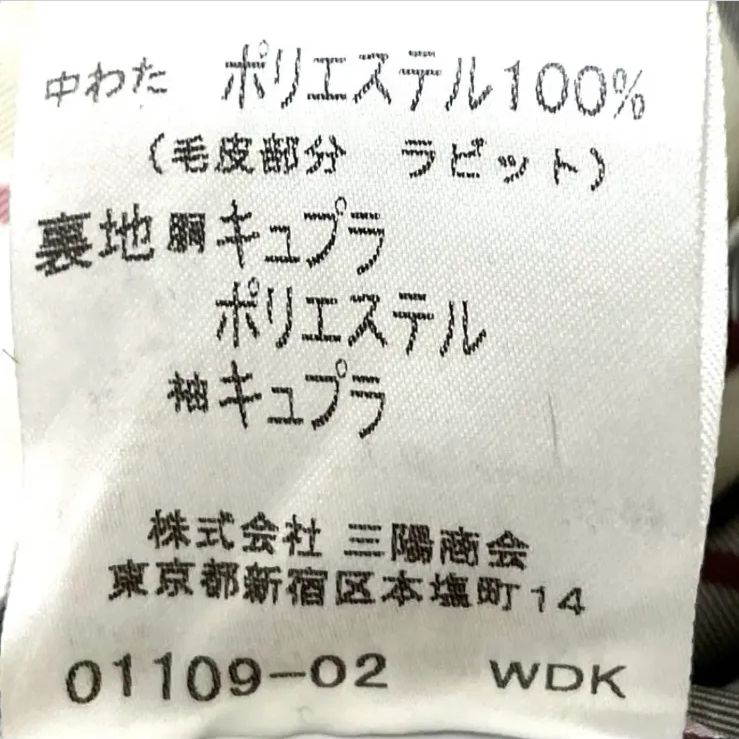 中わた ポリエステル100%
(毛皮部分 ラビット)
裏地 胴 キュプラ
ポリエステル
袖 キュプラ
株式会社 三陽商会
東京都新宿区本塩町14
01109-02 WDK